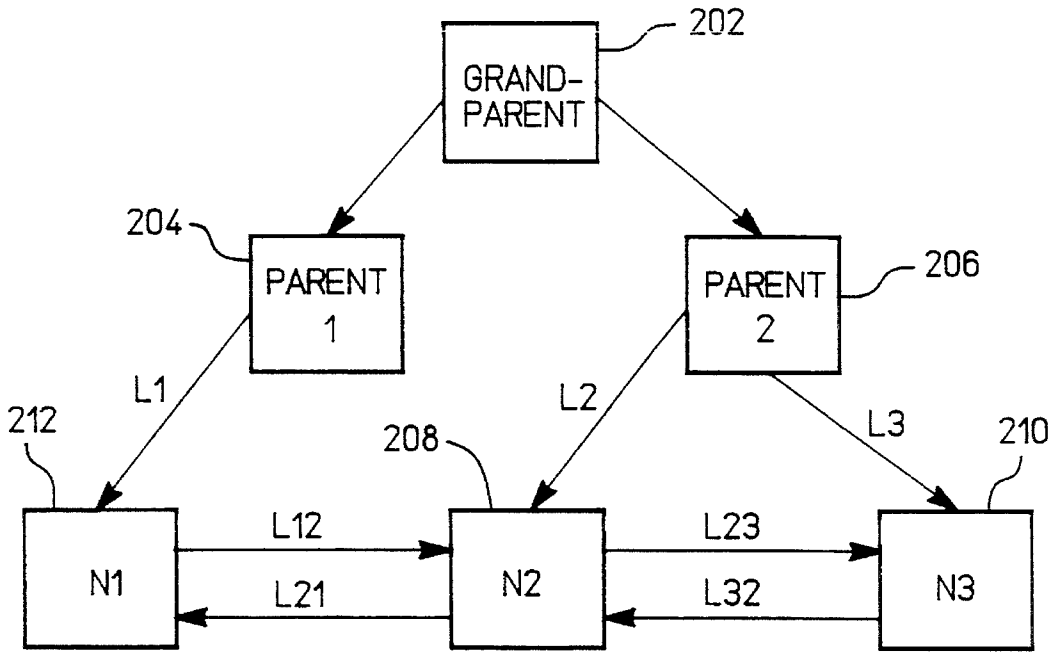 202
GRAND-
PARENT
204
206
PARENT
1
PARENT
2
L1
L2
L3
212
208
210
L12
L23
N1
N2
N3
L21
L32